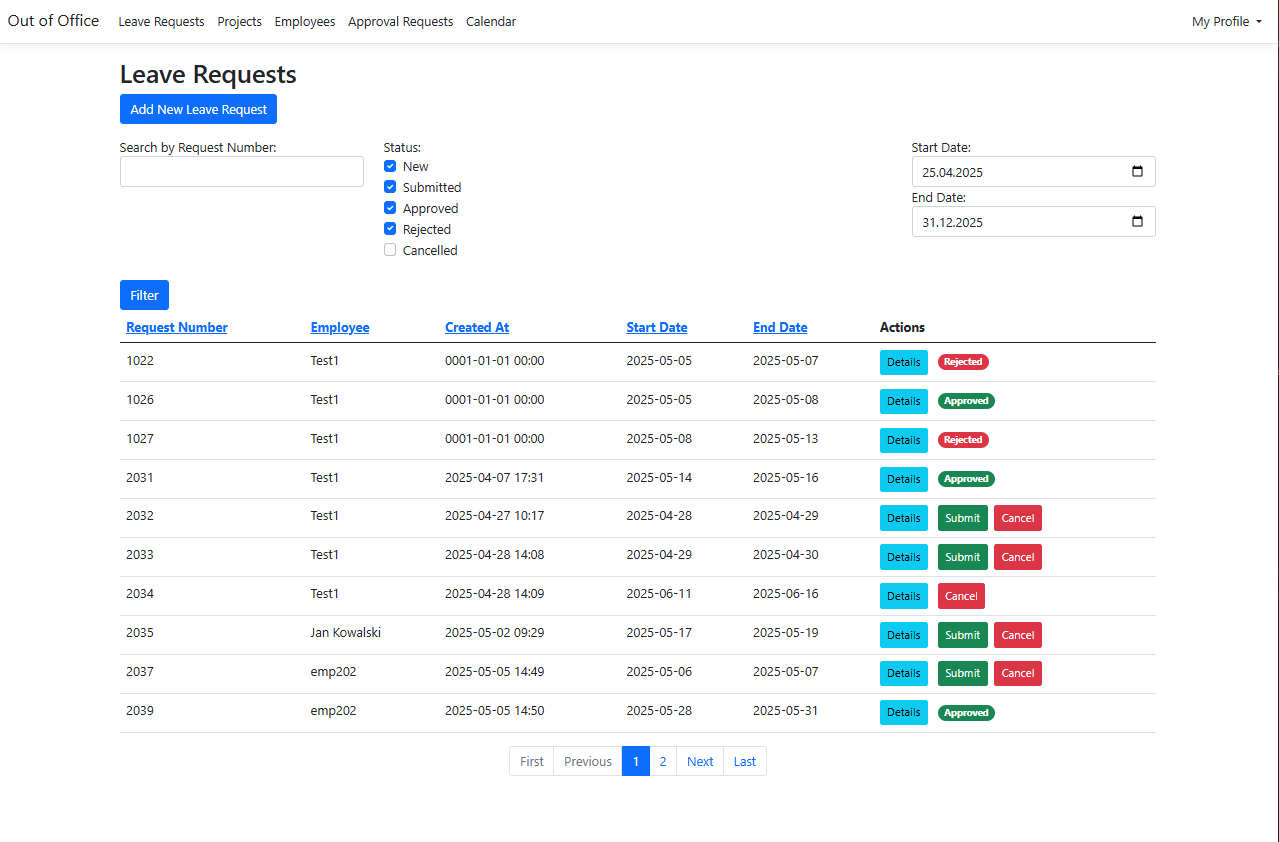 Out of Office Leave Requests Projects Employees Approval Requests Calendar My Profile
Leave Requests
Add New Leave Request
Search by Request Number:
Status:
New
Submitted
Approved
Rejected
Cancelled
Start Date:
25.04.2025
End Date:
31.12.2025
Filter
Request Number Employee Created At Start Date End Date Actions
1022 Test1 0001-01-01 00:00 2025-05-05 2025-05-07 Details Rejected
1026 Test1 0001-01-01 00:00 2025-05-05 2025-05-08 Details Approved
1027 Test1 0001-01-01 00:00 2025-05-08 2025-05-13 Details Rejected
2031 Test1 2025-04-07 17:31 2025-05-14 2025-05-16 Details Approved
2032 Test1 2025-04-27 10:17 2025-04-28 2025-04-29 Details Submit Cancel
2033 Test1 2025-04-28 14:08 2025-04-29 2025-04-30 Details Submit Cancel
2034 Test1 2025-04-28 14:09 2025-06-11 2025-06-16 Details Cancel
2035 Jan Kowalski 2025-05-02 09:29 2025-05-17 2025-05-19 Details Submit Cancel
2037 emp202 2025-05-05 14:49 2025-05-06 2025-05-07 Details Submit Cancel
2039 emp202 2025-05-05 14:50 2025-05-28 2025-05-31 Details Approved
First Previous 1 2 Next Last